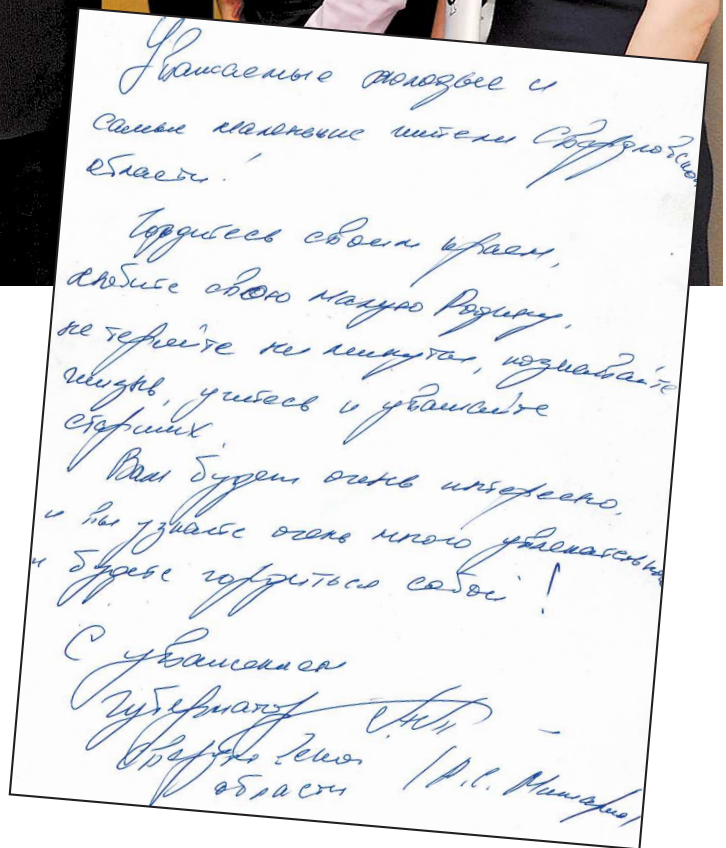 Уважаемые молодые и
самые маленькие жители Свердловской
области!
Гордитесь своим краем,
любите свою малую Родину,
не теряйте ни минуты, познавайте
жизнь, учитесь и уважайте
старших.
Вам будет очень интересно,
и вы узнаете очень много увлекательного
и будете гордиться собой!
С уважением
губернатор
Свердловской
области /А.С. Мишарин/